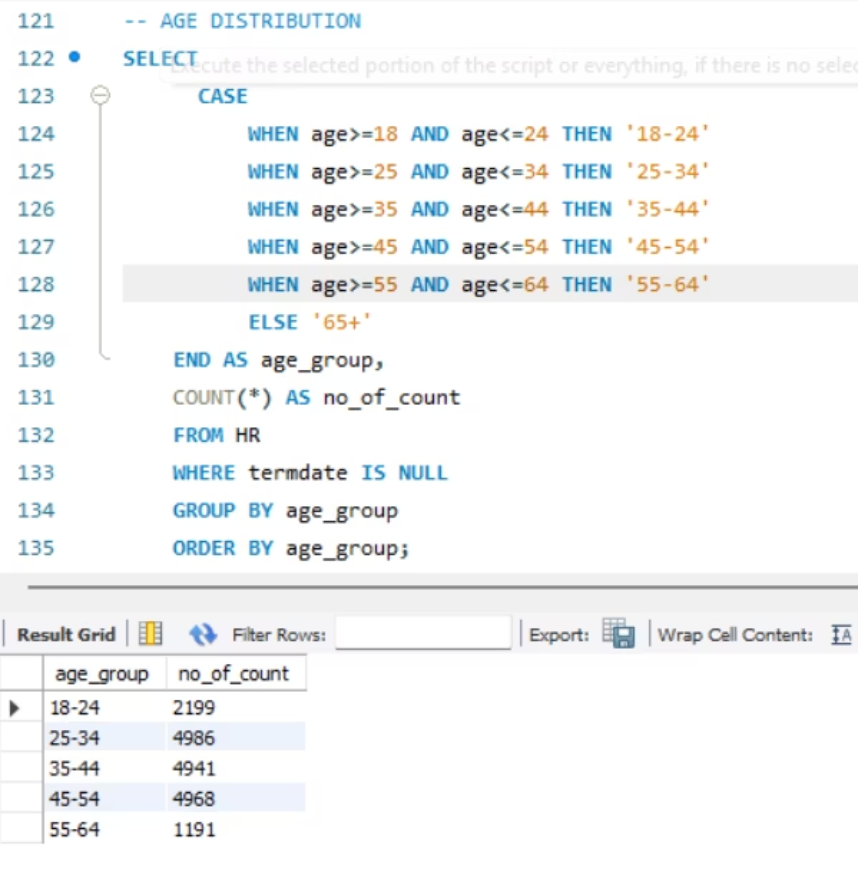 121 -- AGE DISTRIBUTION
122 SELECT
Execute the selected portion of the script or everything, if there is no selec
123 CASE
124 WHEN age>=18 AND age<=24 THEN '18-24'
125 WHEN age>=25 AND age<=34 THEN '25-34'
126 WHEN age>=35 AND age<=44 THEN '35-44'
127 WHEN age>=45 AND age<=54 THEN '45-54'
128 WHEN age>=55 AND age<=64 THEN '55-64'
129 ELSE '65+'
130 END AS age_group,
131 COUNT(*) AS no_of_count
132 FROM HR
133 WHERE termdate IS NULL
134 GROUP BY age_group
135 ORDER BY age_group;
Result Grid Filter Rows: Export: Wrap Cell Content: IA
age_group no_of_count
18-24 2199
25-34 4986
35-44 4941
45-54 4968
55-64 1191